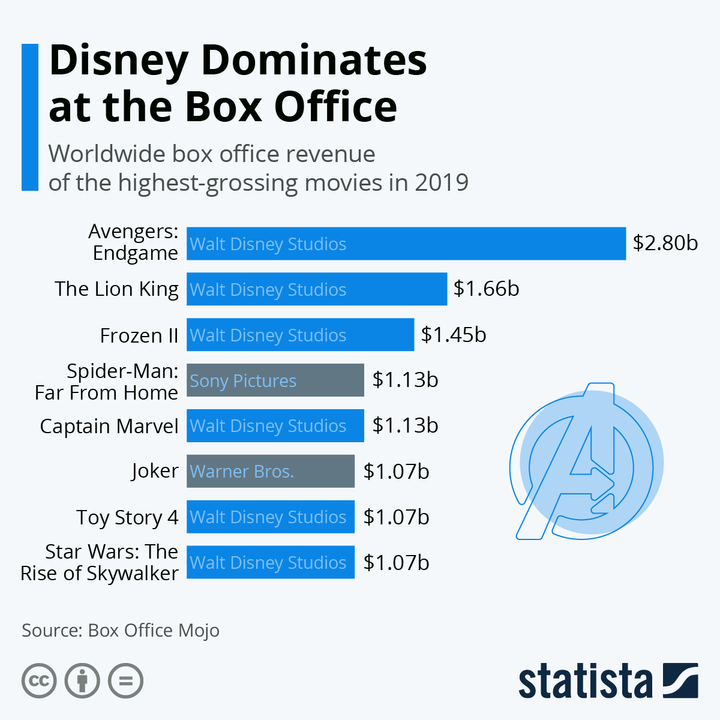 Disney Dominates
at the Box Office
Worldwide box office revenue
of the highest-grossing movies in 2019
Avengers:
Endgame
Walt Disney Studios
$2.80b
The Lion King
Walt Disney Studios
$1.66b
Frozen II
Walt Disney Studios
$1.45b
Spider-Man:
Far From Home
Sony Pictures
$1.13b
Captain Marvel
Walt Disney Studios
$1.13b
Joker
Warner Bros.
$1.07b
Toy Story 4
Walt Disney Studios
$1.07b
Star Wars: The
Rise of Skywalker
Walt Disney Studios
$1.07b
Source: Box Office Mojo
cc
statista